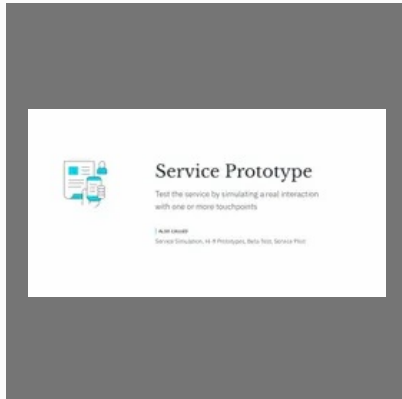 Service Prototype
Test the service by simulating a real interaction
with one or more touchpoints
ALSO CALLED
Service Simulation, Hi-fi Prototypes, Beta Test, Service Pilot